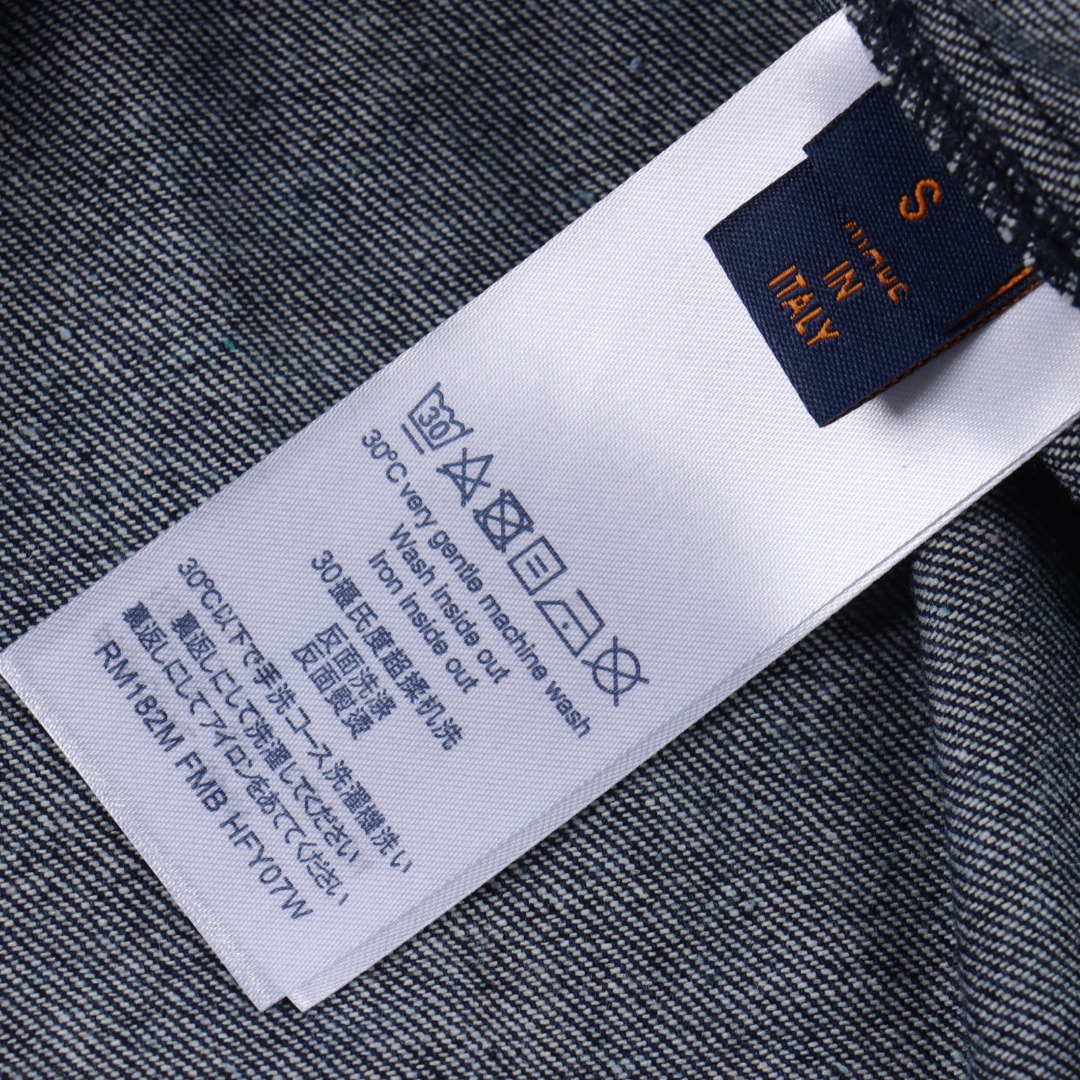 S
MADE
IN
ITALY
30
30°C very gentle machine wash
Wash inside out
Iron inside out
30攝氏度超揉机洗
反面洗涤
反面熨烫
30℃以下で手洗コース洗濯機洗い
裏返しにして洗濯してください
裏返しにしてアイロンをあててください
RM182M FMB HFY07W